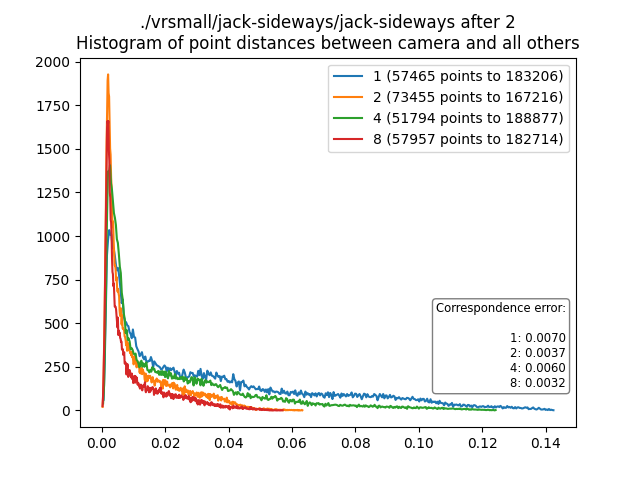 ./vrsmall/jack-sideways/jack-sideways after 2
Histogram of point distances between camera and all others
2000
1750
1500
1250
1000
750
500
250
0
1 (57465 points to 183206)
2 (73455 points to 167216)
4 (51794 points to 188877)
8 (57957 points to 182714)
Correspondence error:
1: 0.0070
2: 0.0037
4: 0.0060
8: 0.0032
0.00 0.02 0.04 0.06 0.08 0.10 0.12 0.14